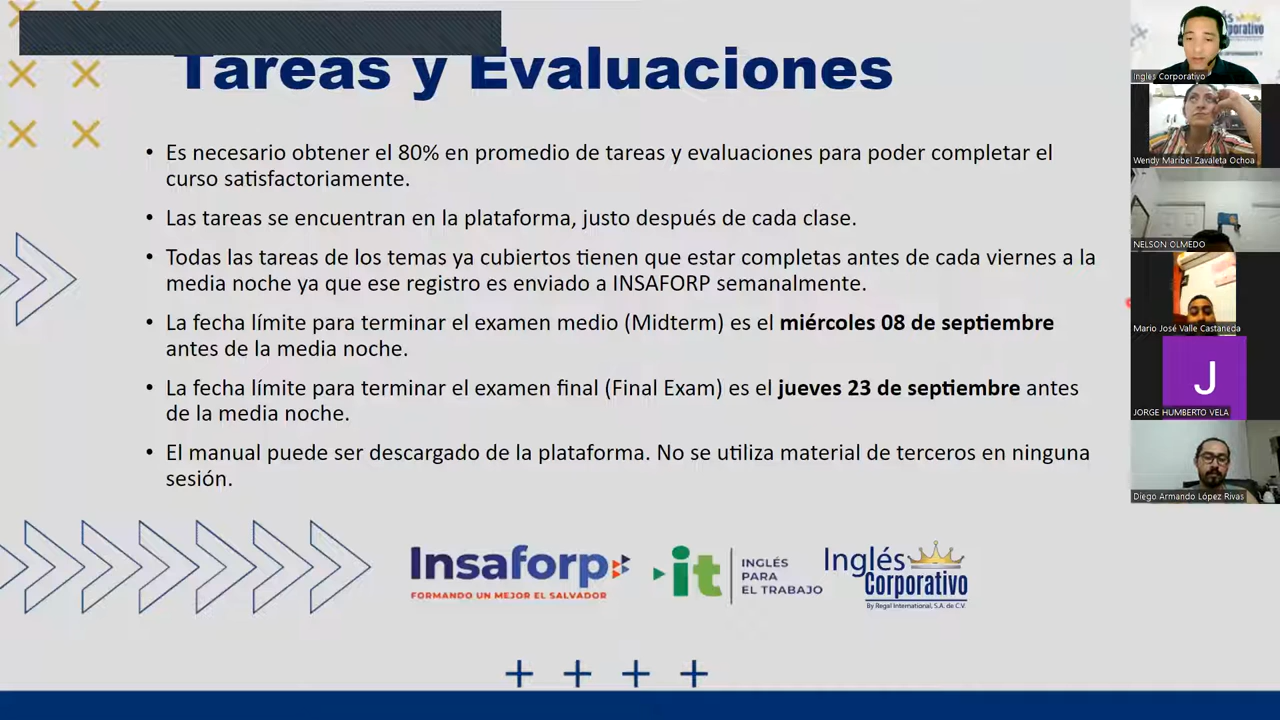 Tareas y Evaluaciones
• Es necesario obtener el 80% en promedio de tareas y evaluaciones para poder completar el
curso satisfactoriamente.
• Las tareas se encuentran en la plataforma, justo después de cada clase.
• Todas las tareas de los temas ya cubiertos tienen que estar completas antes de cada viernes a la
media noche ya que ese registro es enviado a INSAFORP semanalmente.
• La fecha límite para terminar el examen medio (Midterm) es el miércoles 08 de septiembre
antes de la media noche.
• La fecha límite para terminar el examen final (Final Exam) es el jueves 23 de septiembre antes
de la media noche.
• El manual puede ser descargado de la plataforma. No se utiliza material de terceros en ninguna
sesión.
Insaforp
FORMANDO UN MEJOR EL SALVADOR
it
INGLÉS
PARA
EL TRABAJO
Inglés
Corporativo
By Regal International, S.A. de C.V.
Inglés Corporativo
Wendy Maribel Zavaleta Ochoa
NELSON OLMEDO
Mario José Valle Castaneda
J
JORGE HUMBERTO VELA
Diego Armando López Rivas